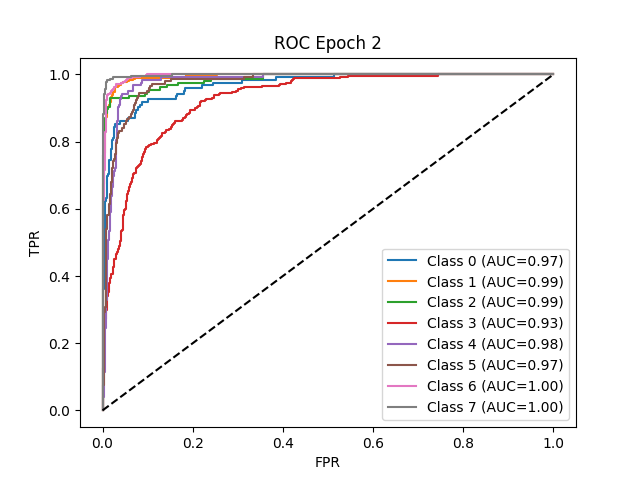 ROC Epoch 2
TPR
1.0
0.8
0.6
0.4
0.2
0.0
Class 0 (AUC=0.97)
Class 1 (AUC=0.99)
Class 2 (AUC=0.99)
Class 3 (AUC=0.93)
Class 4 (AUC=0.98)
Class 5 (AUC=0.97)
Class 6 (AUC=1.00)
Class 7 (AUC=1.00)
0.0 0.2 0.4 0.6 0.8 1.0
FPR